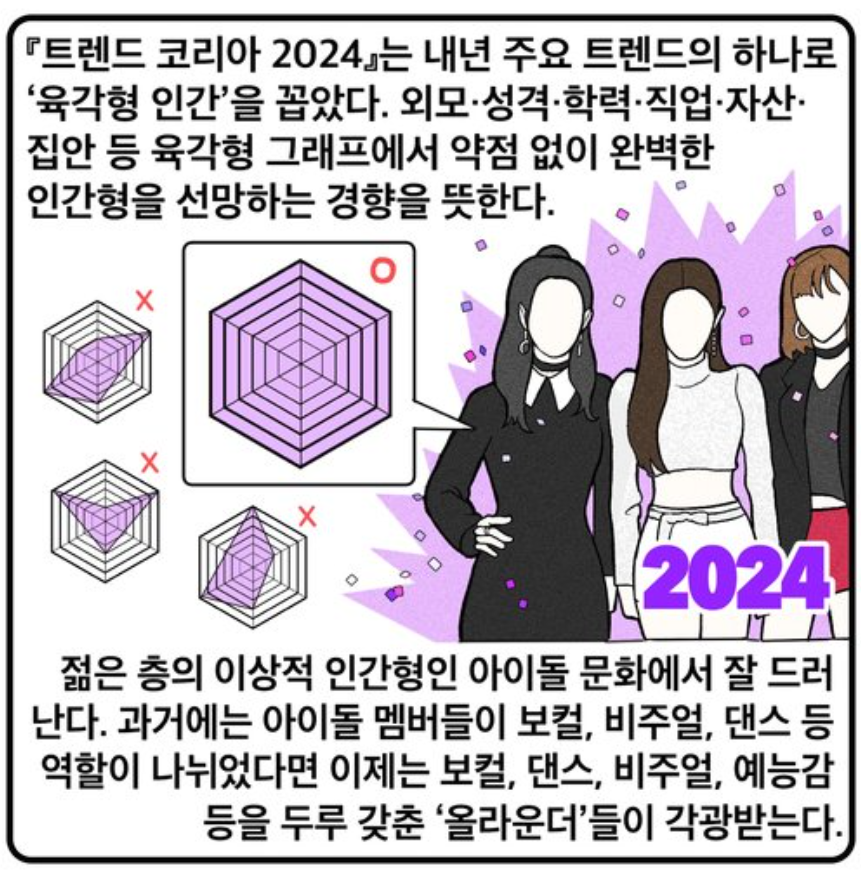 『트렌드 코리아 2024』는 내년 주요 트렌드의 하나로
‘육각형 인간’을 꼽았다. 외모·성격·학력·직업·자산·
집안 등 육각형 그래프에서 약점 없이 완벽한
인간형을 선망하는 경향을 뜻한다.
X
O
X
X
2024
젊은 층의 이상적 인간형인 아이돌 문화에서 잘 드러
난다. 과거에는 아이돌 멤버들이 보컬, 비주얼, 댄스 등
역할이 나뉘었다면 이제는 보컬, 댄스, 비주얼, 예능감
등을 두루 갖춘 ‘올라운더’들이 각광받는다.